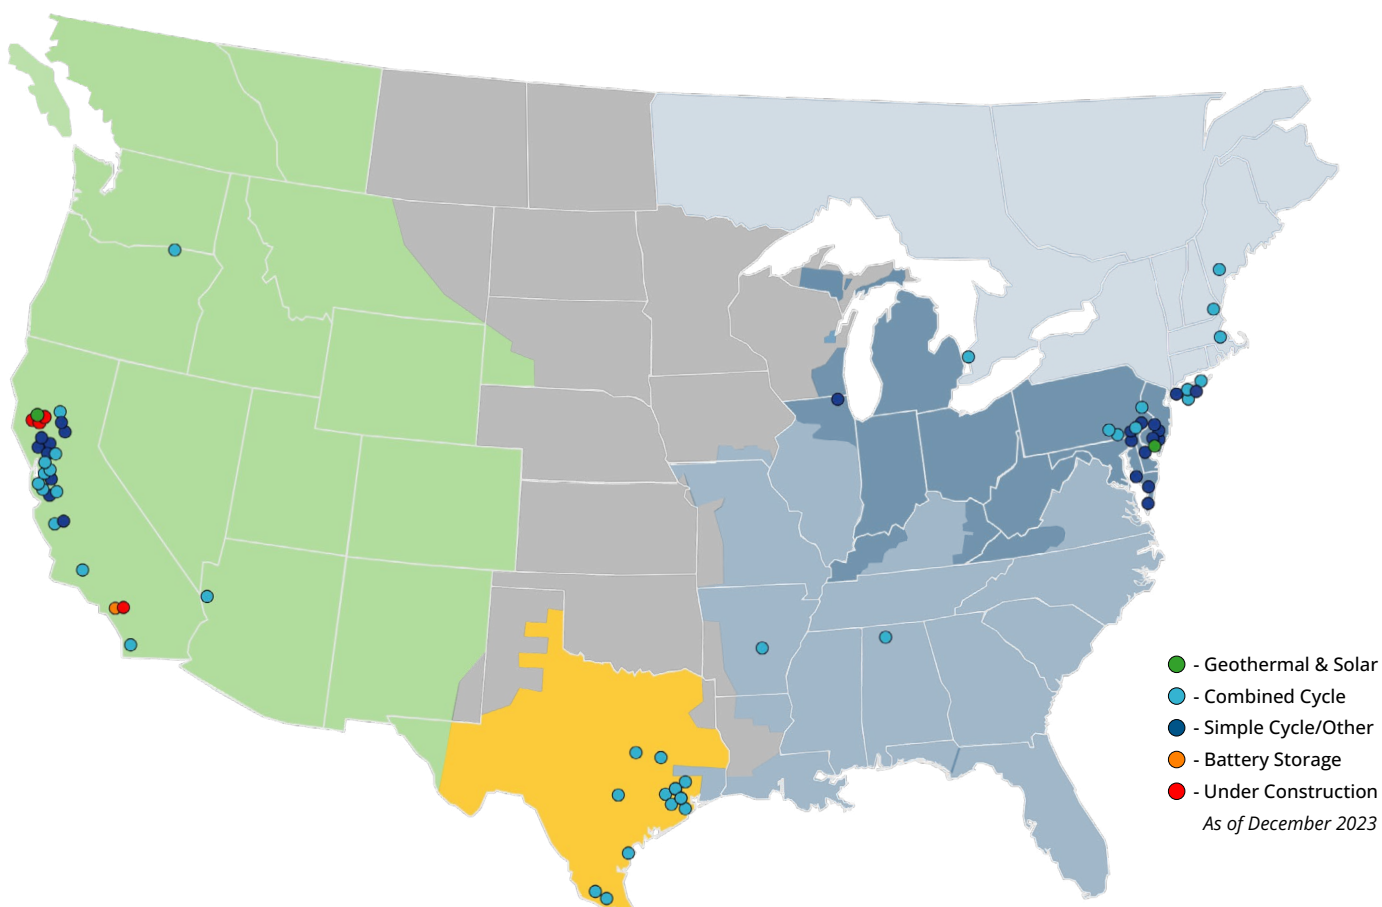 - Geothermal & Solar
- Combined Cycle
- Simple Cycle/Other
- Battery Storage
- Under Construction
As of December 2023